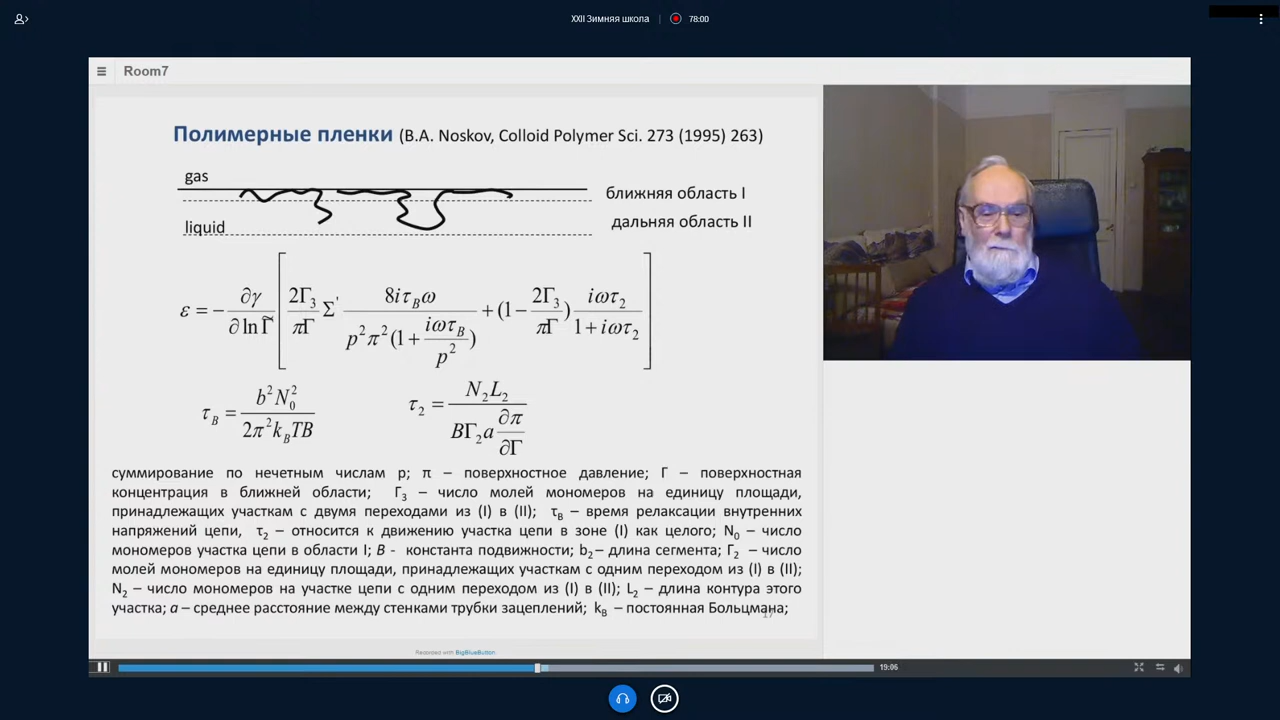 XXII Зимняя школа
78:00
Room7
Полимерные пленки (B.A. Noskov, Colloid Polymer Sci. 273 (1995) 263)
gas
ближняя область I
дальняя область II
liquid
ε = − ∂γ/∂ ln Γ̃ [ 2Γ₃/πΓ Σ' 8iτ_Bω / p²π²(1 + iωτ_B/p²) + (1 − 2Γ₃/πΓ) iωτ₂/1 + iωτ₂ ]
τ_B = b²N₀² / 2π²k_BTB
τ₂ = N₂L₂ / BΓ₂a ∂π/∂Γ
суммирование по нечетным числам p; π – поверхностное давление; Γ – поверхностная
концентрация в ближней области; Γ₃ – число молей мономеров на единицу площади,
принадлежащих участкам с двумя переходами из (I) в (II); τ_B – время релаксации внутренних
напряжений цепи, τ₂ – относится к движению участка цепи в зоне (I) как целого; N₀ – число
мономеров участка цепи в области I; B - константа подвижности; b₂ – длина сегмента; Γ₂ – число
молей мономеров на единицу площади, принадлежащих участкам с одним переходом из (I) в (II);
N₂ – число мономеров на участке цепи с одним переходом из (I) в (II); L₂ – длина контура этого
участка; a – среднее расстояние между стенками трубки зацеплений; k_B – постоянная Больцмана;
17
Recorded with BigBlueButton
19:06